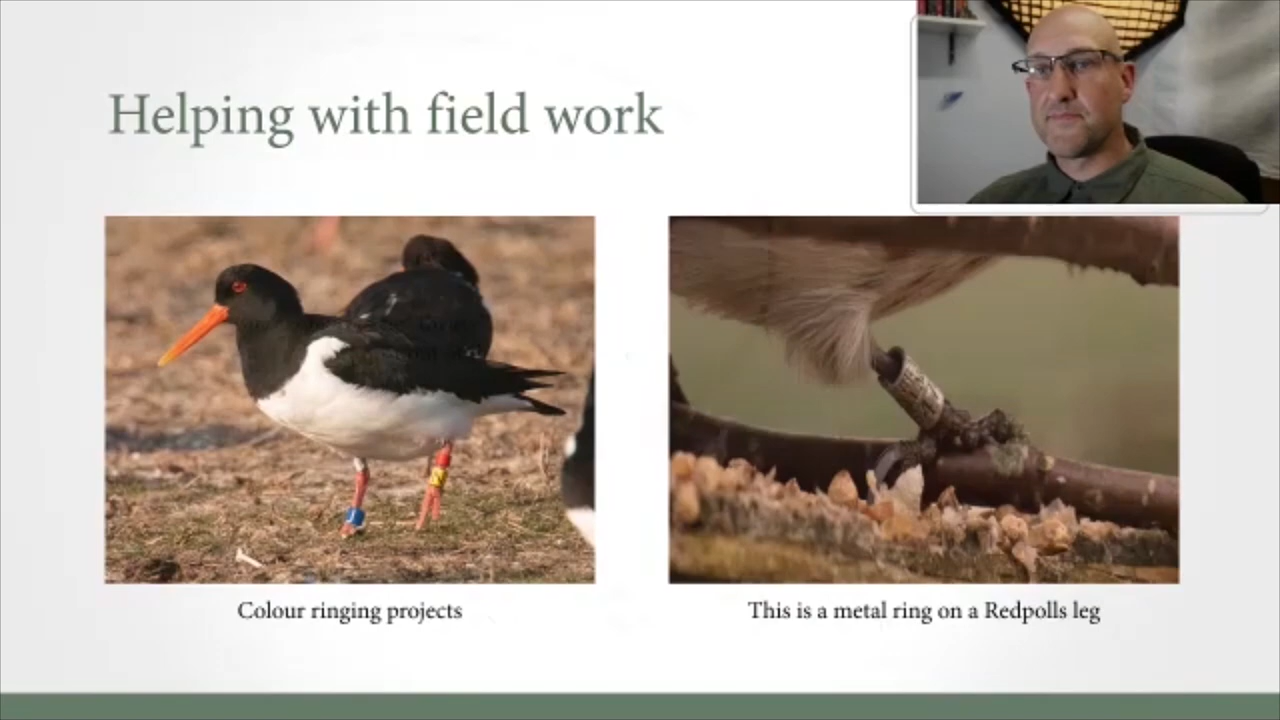 Helping with field work
Colour ringing projects
This is a metal ring on a Redpolls leg